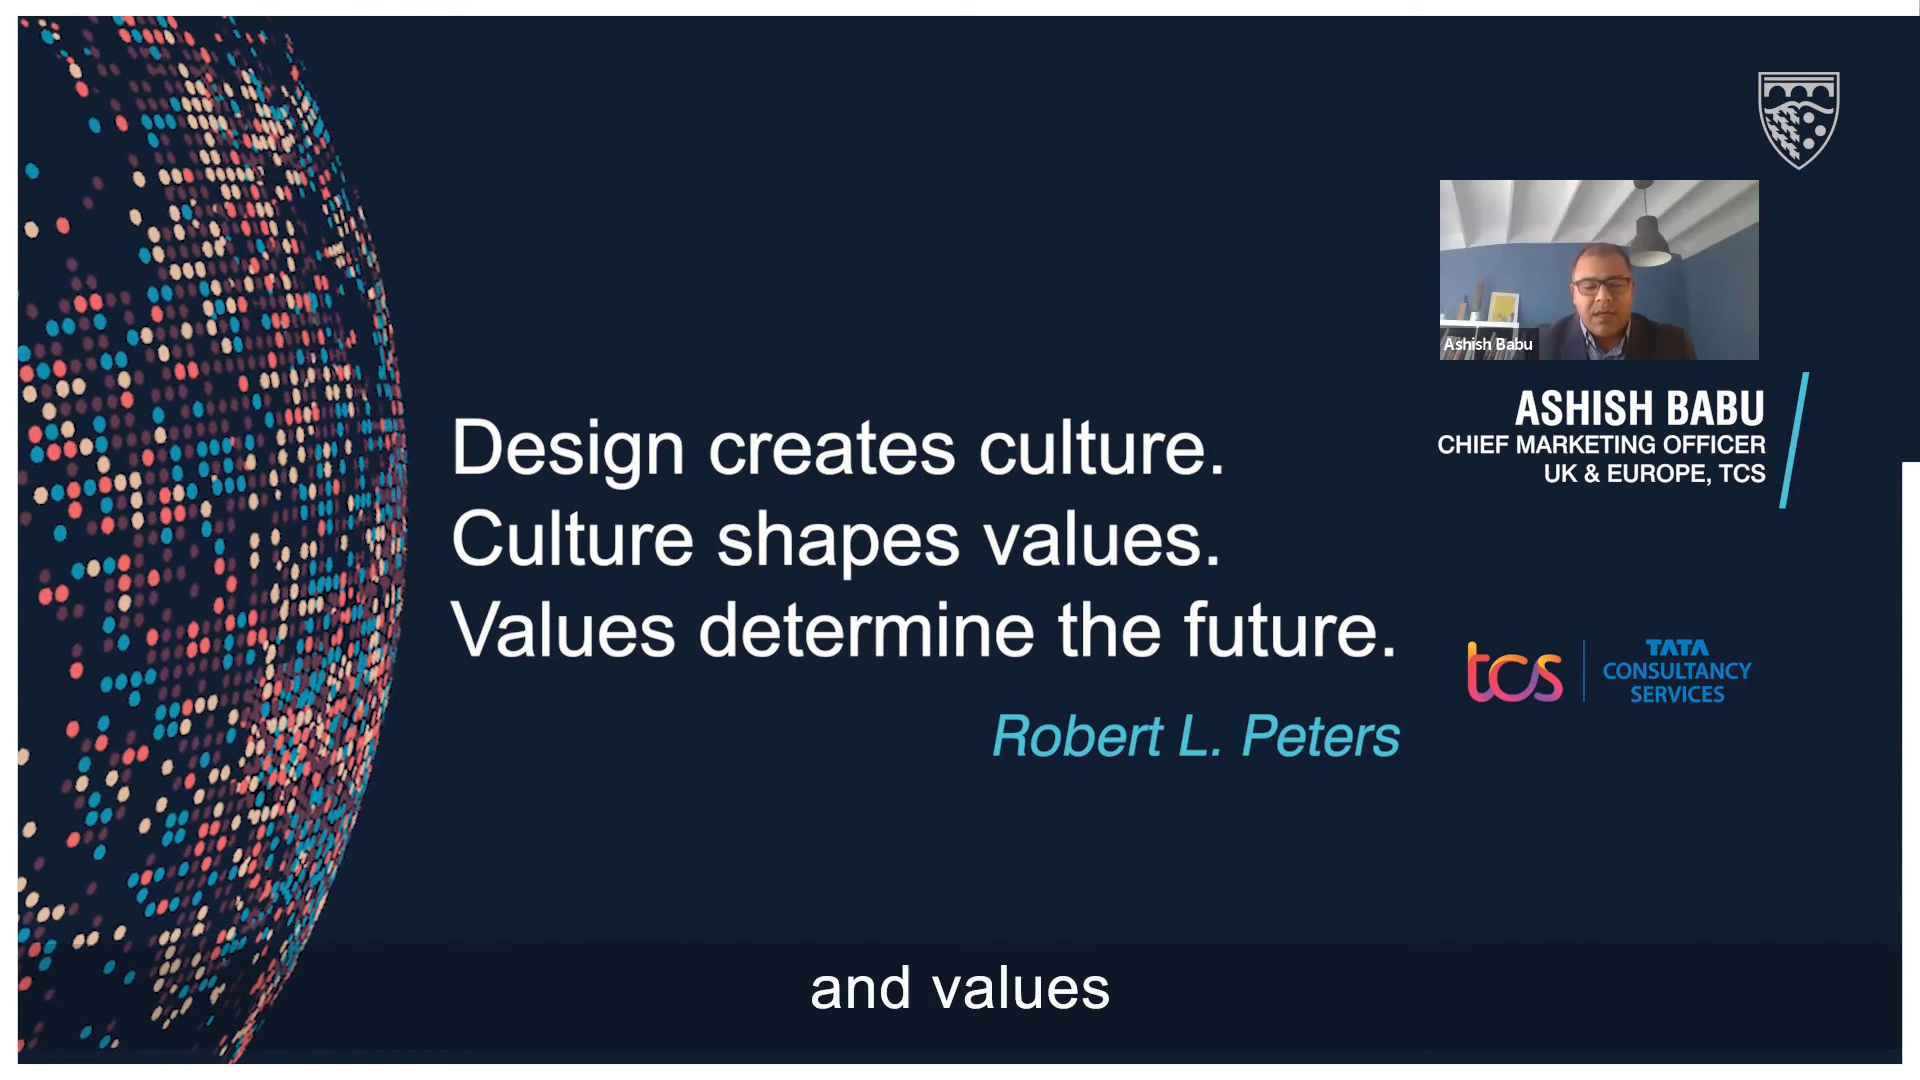 Ashish Babu
ASHISH BABU
CHIEF MARKETING OFFICER
UK & EUROPE, TCS
Design creates culture.
Culture shapes values.
Values determine the future.
Robert L. Peters
tcs
TATA
CONSULTANCY
SERVICES
and values